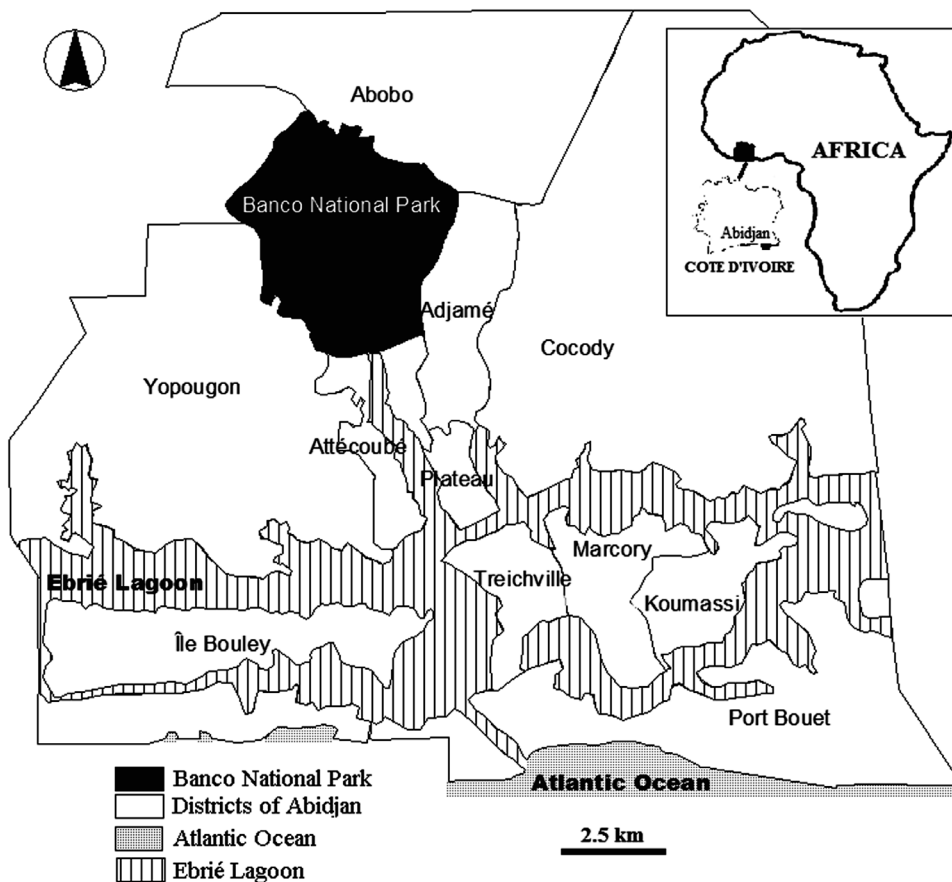 Abobo
AFRICA
Banco National Park
Abidjan
COTE D'IVOIRE
Adjamé
Cocody
Yopougon
Attécoubé
Plateau
Marcory
Ebrié Lagoon
Treichville
Koumassi
Île Bouley
Port Bouet
Atlantic Ocean
Banco National Park
Districts of Abidjan
Atlantic Ocean
Ebrié Lagoon
2.5 km